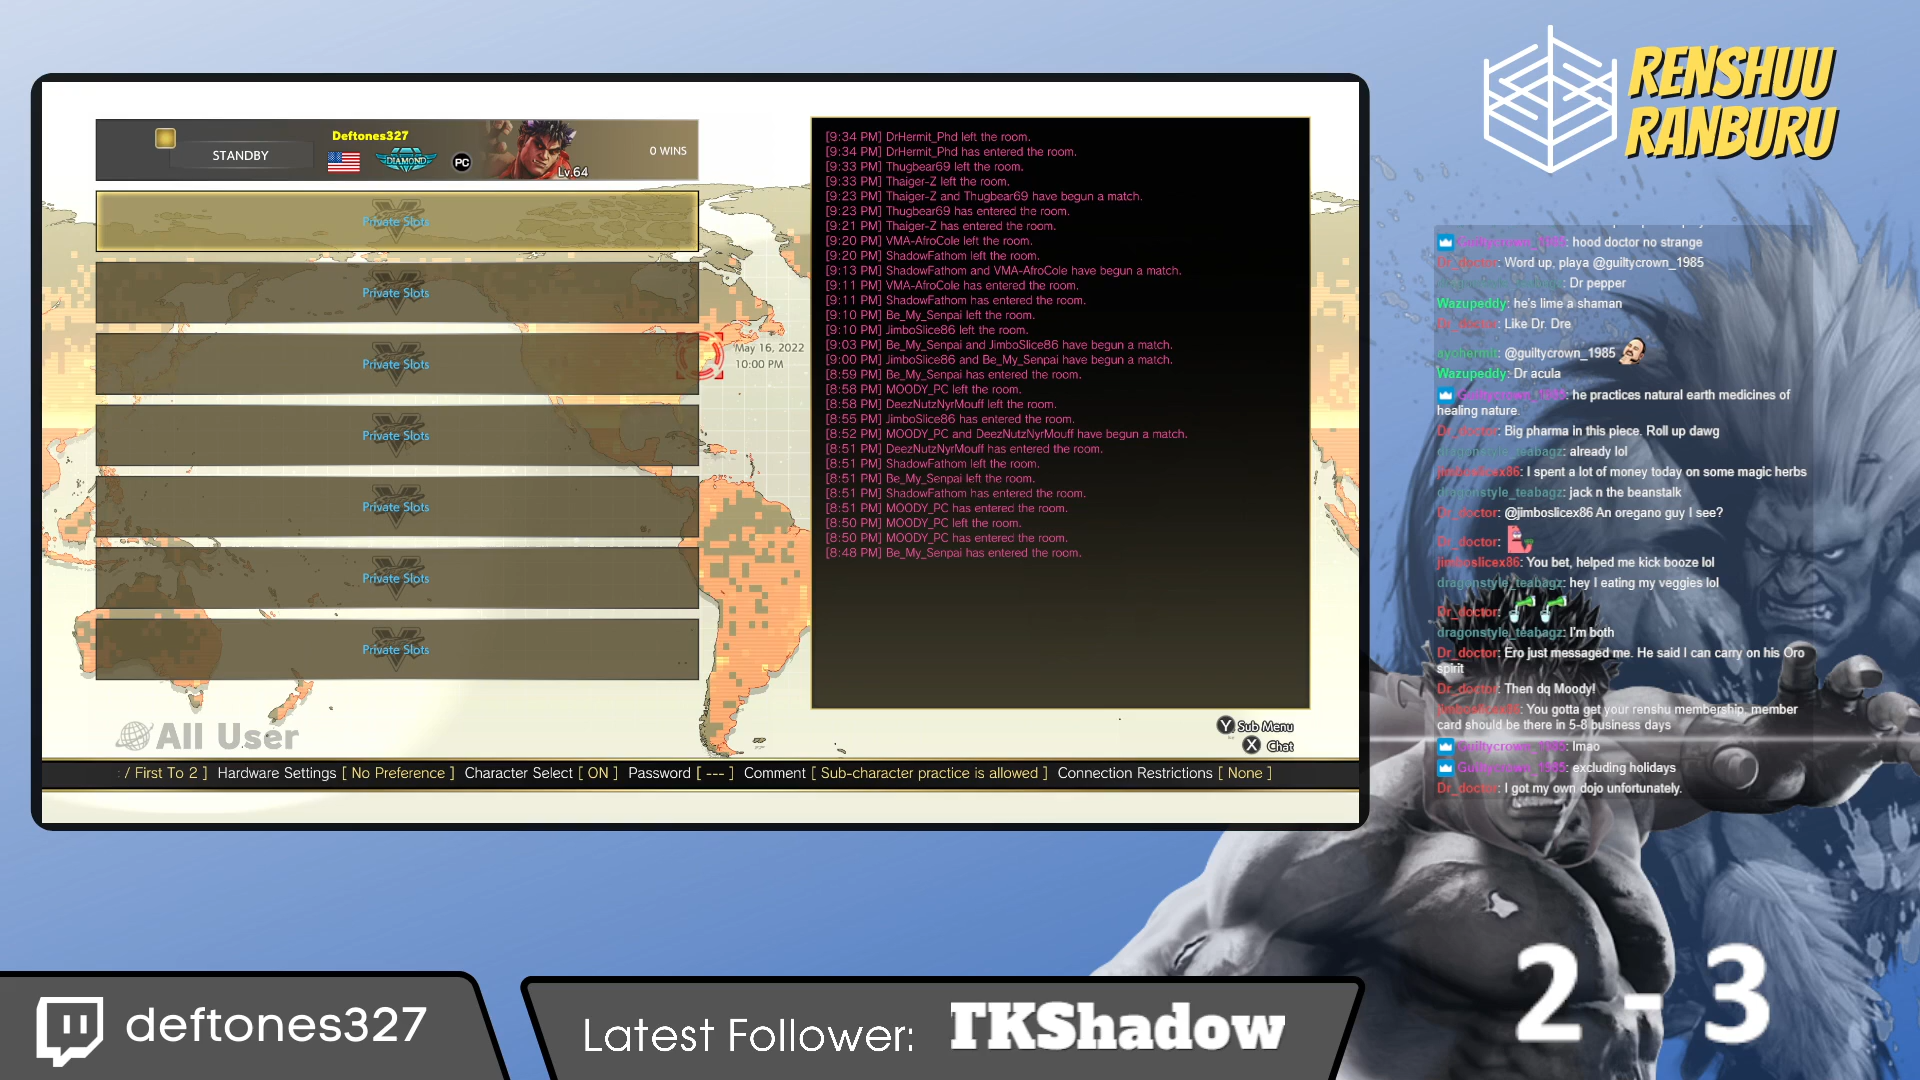 RENSHUU
RANBURU
STANDBY
Deftones327
DIAMOND
PC
Lv.64
0 WINS
Private Slots
Private Slots
Private Slots
Private Slots
Private Slots
Private Slots
Private Slots
May 16, 2022
10:00 PM
All User
[9:34 PM] DrHermit_Phd left the room.
[9:34 PM] DrHermit_Phd has entered the room.
[9:33 PM] Thugbear69 left the room.
[9:33 PM] Thaiger-Z left the room.
[9:23 PM] Thaiger-Z and Thugbear69 have begun a match.
[9:23 PM] Thugbear69 has entered the room.
[9:21 PM] Thaiger-Z has entered the room.
[9:20 PM] VMA-AfroCole left the room.
[9:20 PM] ShadowFathom left the room.
[9:13 PM] ShadowFathom and VMA-AfroCole have begun a match.
[9:11 PM] VMA-AfroCole has entered the room.
[9:11 PM] ShadowFathom has entered the room.
[9:10 PM] Be_My_Senpai left the room.
[9:10 PM] JimboSlice86 left the room.
[9:03 PM] Be_My_Senpai and JimboSlice86 have begun a match.
[9:00 PM] JimboSlice86 and Be_My_Senpai have begun a match.
[8:59 PM] Be_My_Senpai has entered the room.
[8:58 PM] MOODY_PC left the room.
[8:58 PM] DeezNutzNyrMouff left the room.
[8:55 PM] JimboSlice86 has entered the room.
[8:52 PM] MOODY_PC and DeezNutzNyrMouff have begun a match.
[8:51 PM] DeezNutzNyrMouff has entered the room.
[8:51 PM] ShadowFathom left the room.
[8:51 PM] Be_My_Senpai left the room.
[8:51 PM] ShadowFathom has entered the room.
[8:51 PM] MOODY_PC has entered the room.
[8:50 PM] MOODY_PC left the room.
[8:50 PM] MOODY_PC has entered the room.
[8:48 PM] Be_My_Senpai has entered the room.
Y Sub Menu
X Chat
/ First To 2 ] Hardware Settings [ No Preference ] Character Select [ ON ] Password [ --- ] Comment [ Sub-character practice is allowed ] Connection Restrictions [ None ]
Guiltycrown_1985: hood doctor no strange
Dr_doctor: Word up, playa @guiltycrown_1985
: Dr pepper
Wazupeddy: he's lime a shaman
Dr_doctor: Like Dr. Dre
ayohermit: @guiltycrown_1985
Wazupeddy: Dr acula
Guiltycrown_1985: he practices natural earth medicines of
healing nature.
Dr_doctor: Big pharma in this piece. Roll up dawg
dragonstyle_teabagz: already lol
jimboslicex86: I spent a lot of money today on some magic herbs
dragonstyle_teabagz: jack n the beanstalk
Dr_doctor: @jimboslicex86 An oregano guy I see?
Dr_doctor:
jimboslicex86: You bet, helped me kick booze lol
dragonstyle_teabagz: hey I eating my veggies lol
Dr_doctor:
dragonstyle_teabagz: I'm both
Dr_doctor: Ero just messaged me. He said I can carry on his Oro
spirit
Dr_doctor: Then dq Moody!
jimboslicex86: You gotta get your renshu membership, member
card should be there in 5-8 business days
Guiltycrown_1985: lmao
Guiltycrown_1985: excluding holidays
Dr_doctor: I got my own dojo unfortunately.
deftones327
Latest Follower: TKShadow
2 - 3